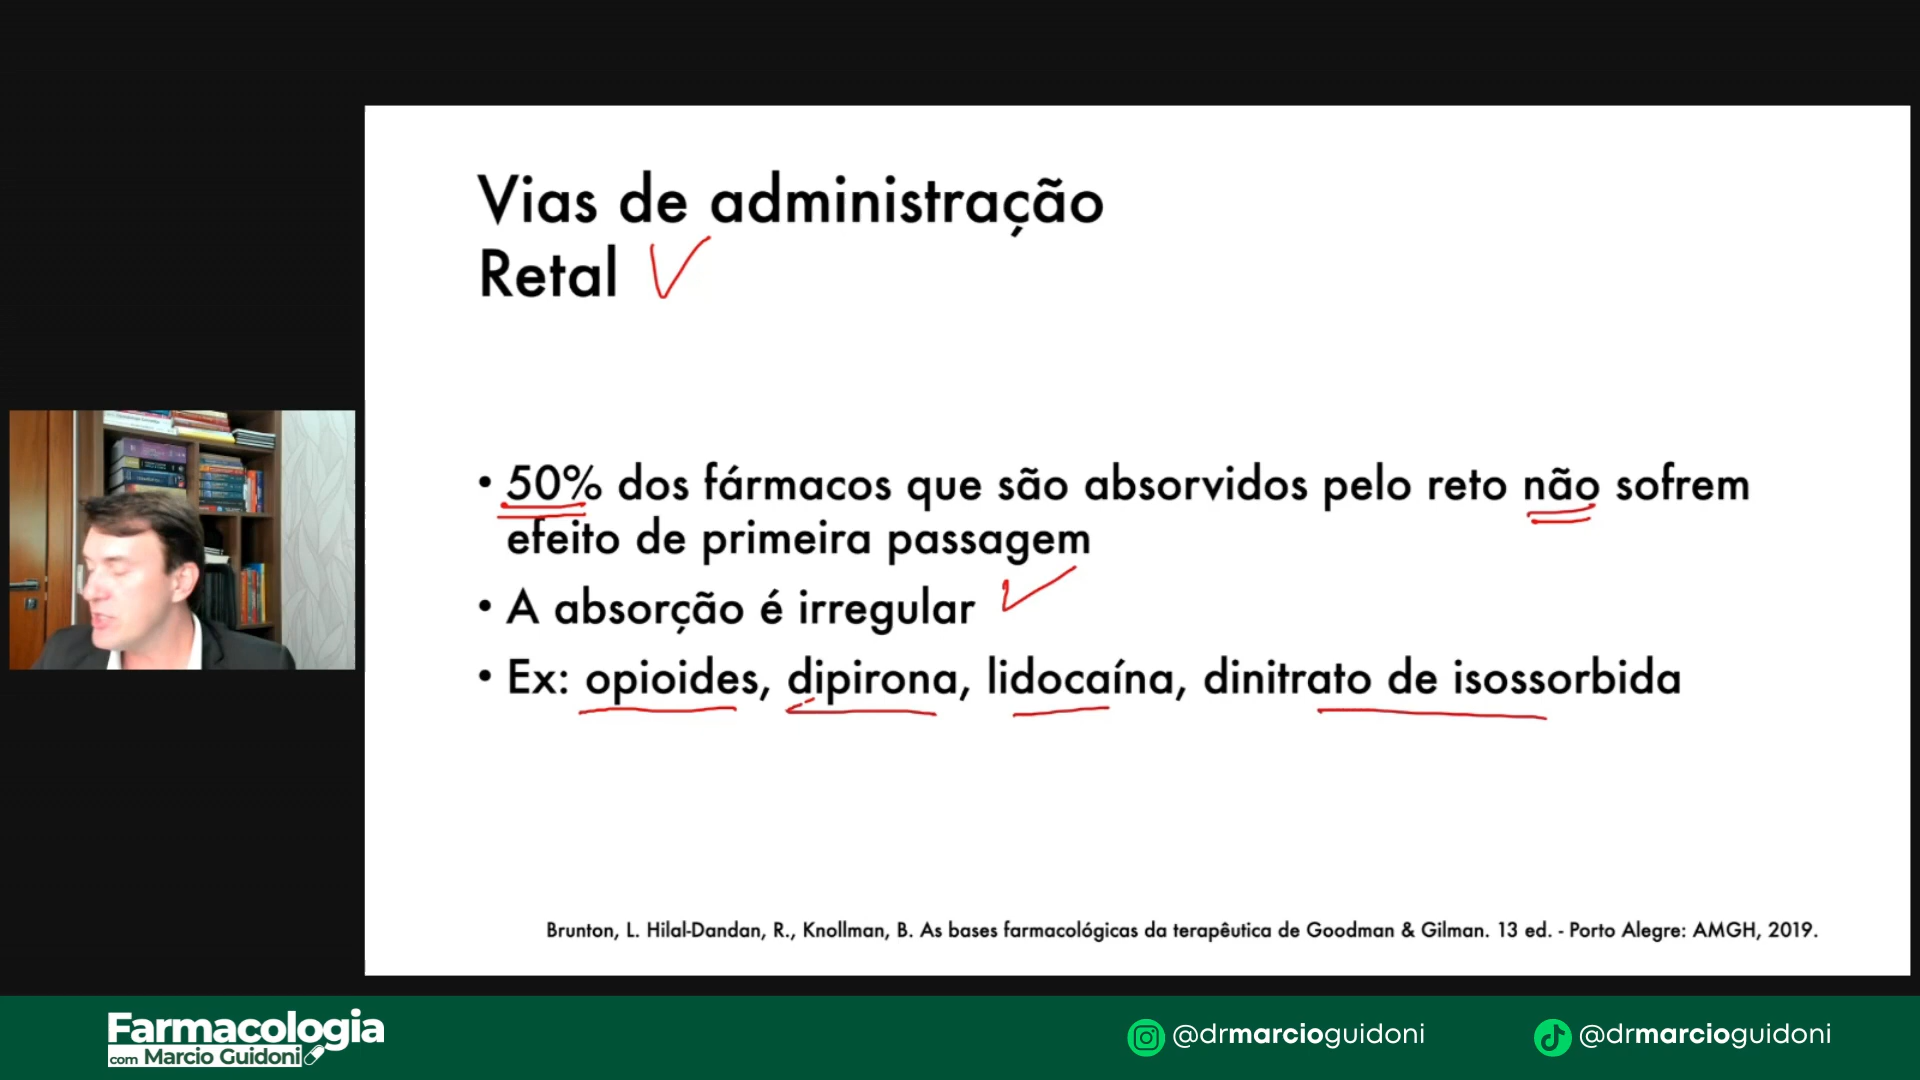 Vias de administração
Retal
• 50% dos fármacos que são absorvidos pelo reto não sofrem
efeito de primeira passagem
• A absorção é irregular
• Ex: opioides, dipirona, lidocaína, dinitrato de isossorbida
Brunton, L. Hilal-Dandan, R., Knollman, B. As bases farmacológicas da terapêutica de Goodman & Gilman. 13 ed. - Porto Alegre: AMGH, 2019.
Farmacologia
com Marcio Guidoni
@drmarcioguidoni
@drmarcioguidoni